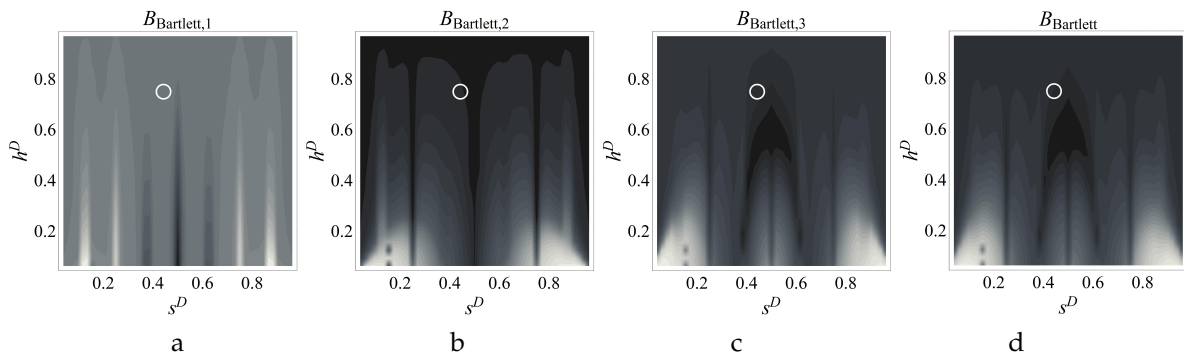 B_Bartlett,1 B_Bartlett,2 B_Bartlett,3 B_Bartlett
h^D 0.8 0.6 0.4 0.2
h^D 0.8 0.6 0.4 0.2
h^D 0.8 0.6 0.4 0.2
h^D 0.8 0.6 0.4 0.2
0.2 0.4 0.6 0.8 0.2 0.4 0.6 0.8 0.2 0.4 0.6 0.8 0.2 0.4 0.6 0.8
s^D s^D s^D s^D
a b c d